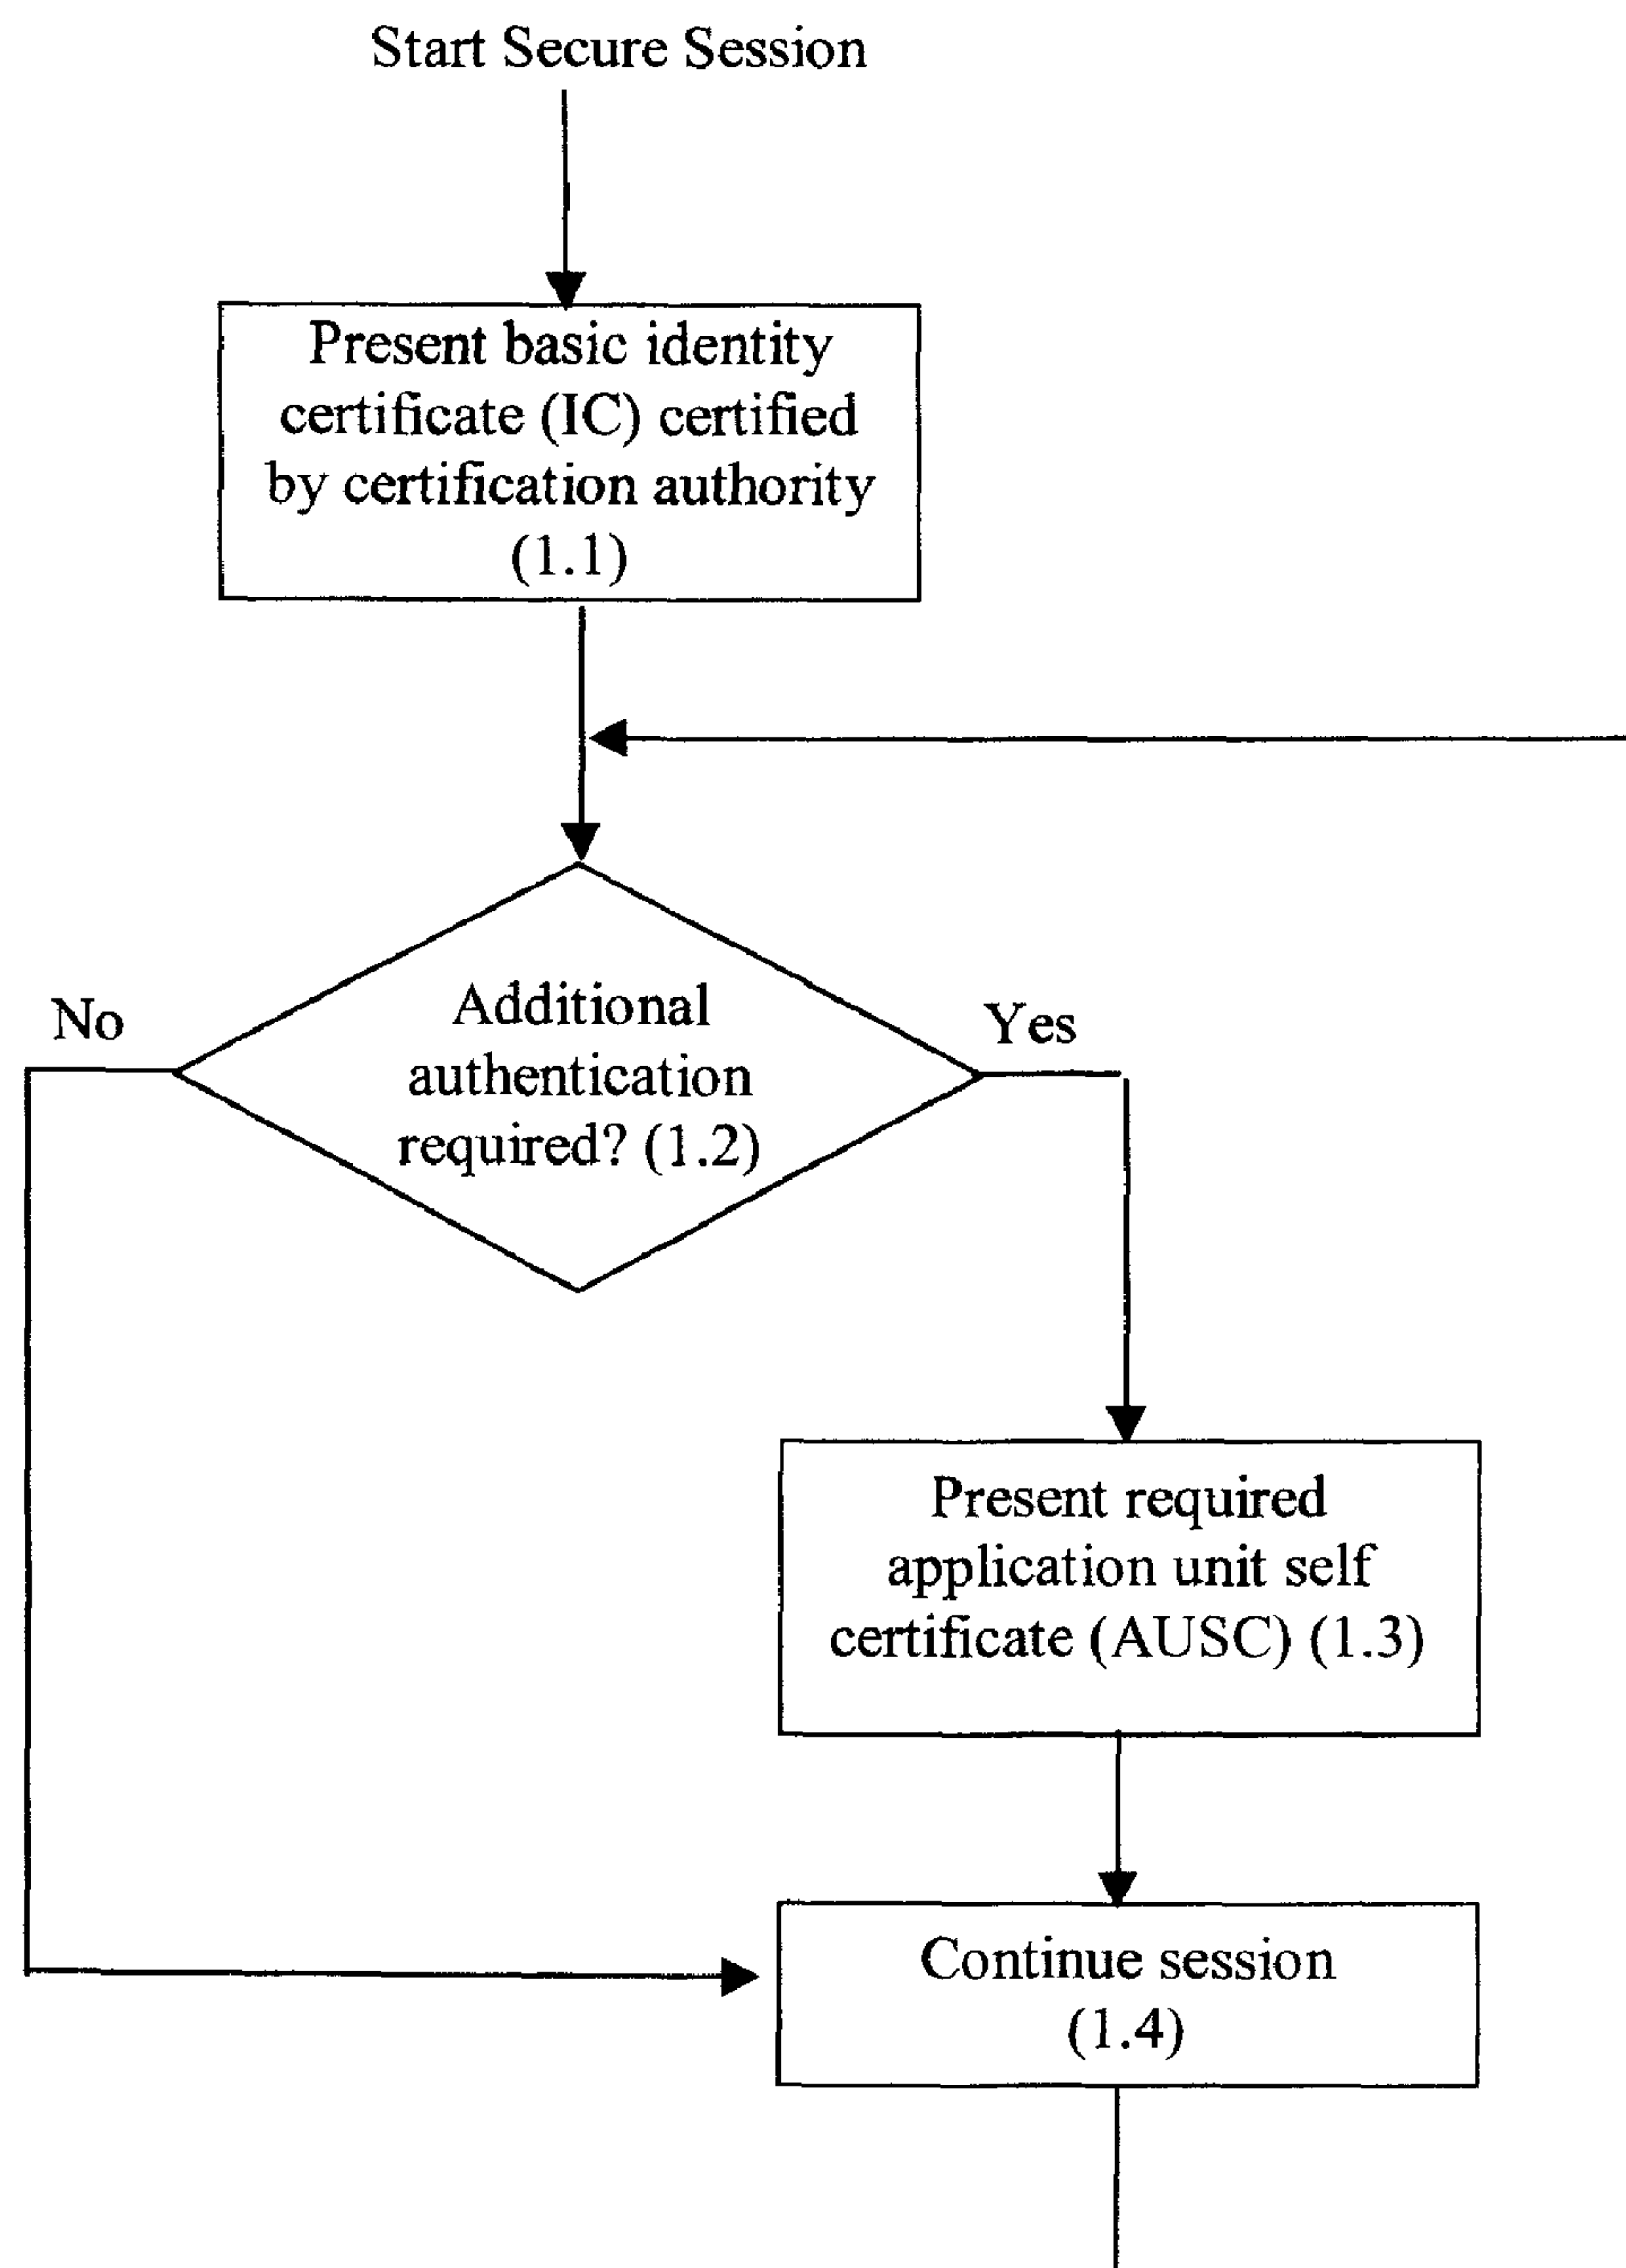 Start Secure Session
Present basic identity
certificate (IC) certified
by certification authority
(1.1)
Additional
authentication
required? (1.2)
No
Yes
Present required
application unit self
certificate (AUSC) (1.3)
Continue session
(1.4)